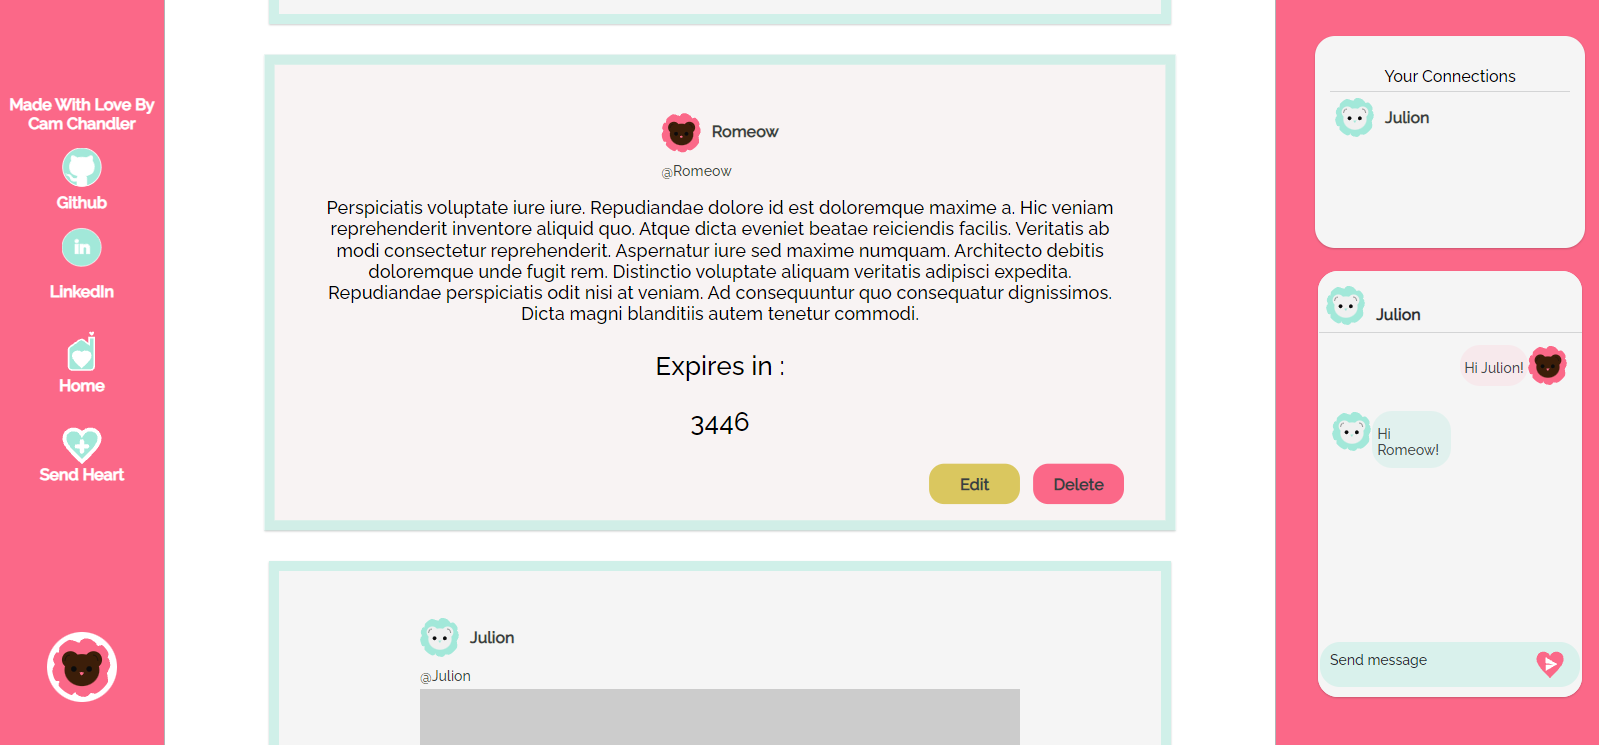 Made With Love By
Cam Chandler
Github
in
LinkedIn
Home
Send Heart
Romeow
@Romeow
Perspiciatis voluptate iure iure. Repudiandae dolore id est doloremque maxime a. Hic veniam
reprehenderit inventore aliquid quo. Atque dicta eveniet beatae reiciendis facilis. Veritatis ab
modi consectetur reprehenderit. Aspernatur iure sed maxime numquam. Architecto debitis
doloremque unde fugit rem. Distinctio voluptate aliquam veritatis adipisci expedita.
Repudiandae perspiciatis odit nisi at veniam. Ad consequuntur quo consequatur dignissimos.
Dicta magni blanditiis autem tenetur commodi.
Expires in :
3446
Edit
Delete
Julion
@Julion
Your Connections
Julion
Julion
Hi Julion!
Hi
Romeow!
Send message